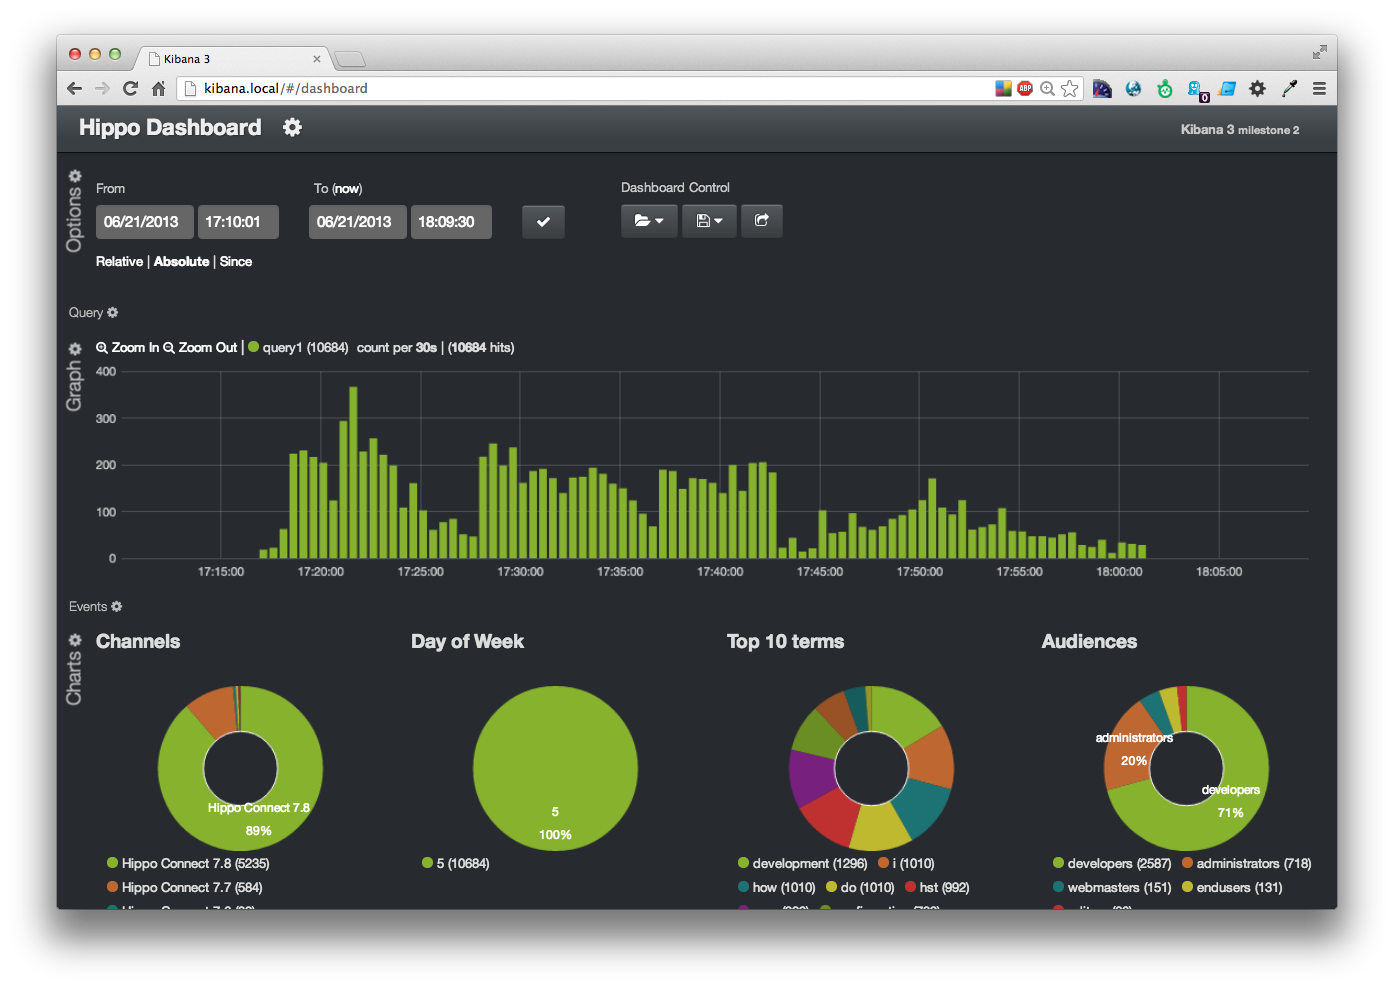 Kibana 3
kibana.local/#/dashboard
ABP
0
Hippo Dashboard
Kibana 3 milestone 2
Options
From
To (now)
Dashboard Control
06/21/2013 17:10:01
06/21/2013 18:09:30
Relative | Absolute | Since
Query
Graph
Zoom In Zoom Out | query1 (10684) count per 30s | (10684 hits)
400
300
200
100
0
17:15:00 17:20:00 17:25:00 17:30:00 17:35:00 17:40:00 17:45:00 17:50:00 17:55:00 18:00:00 18:05:00
Events
Charts
Channels
Hippo Connect 7.8
89%
Hippo Connect 7.8 (5235)
Hippo Connect 7.7 (584)
Day of Week
5
100%
5 (10684)
Top 10 terms
development (1296) i (1010)
how (1010) do (1010) hst (992)
Audiences
administrators
20%
developers
71%
developers (2587) administrators (718)
webmasters (151) endusers (131)